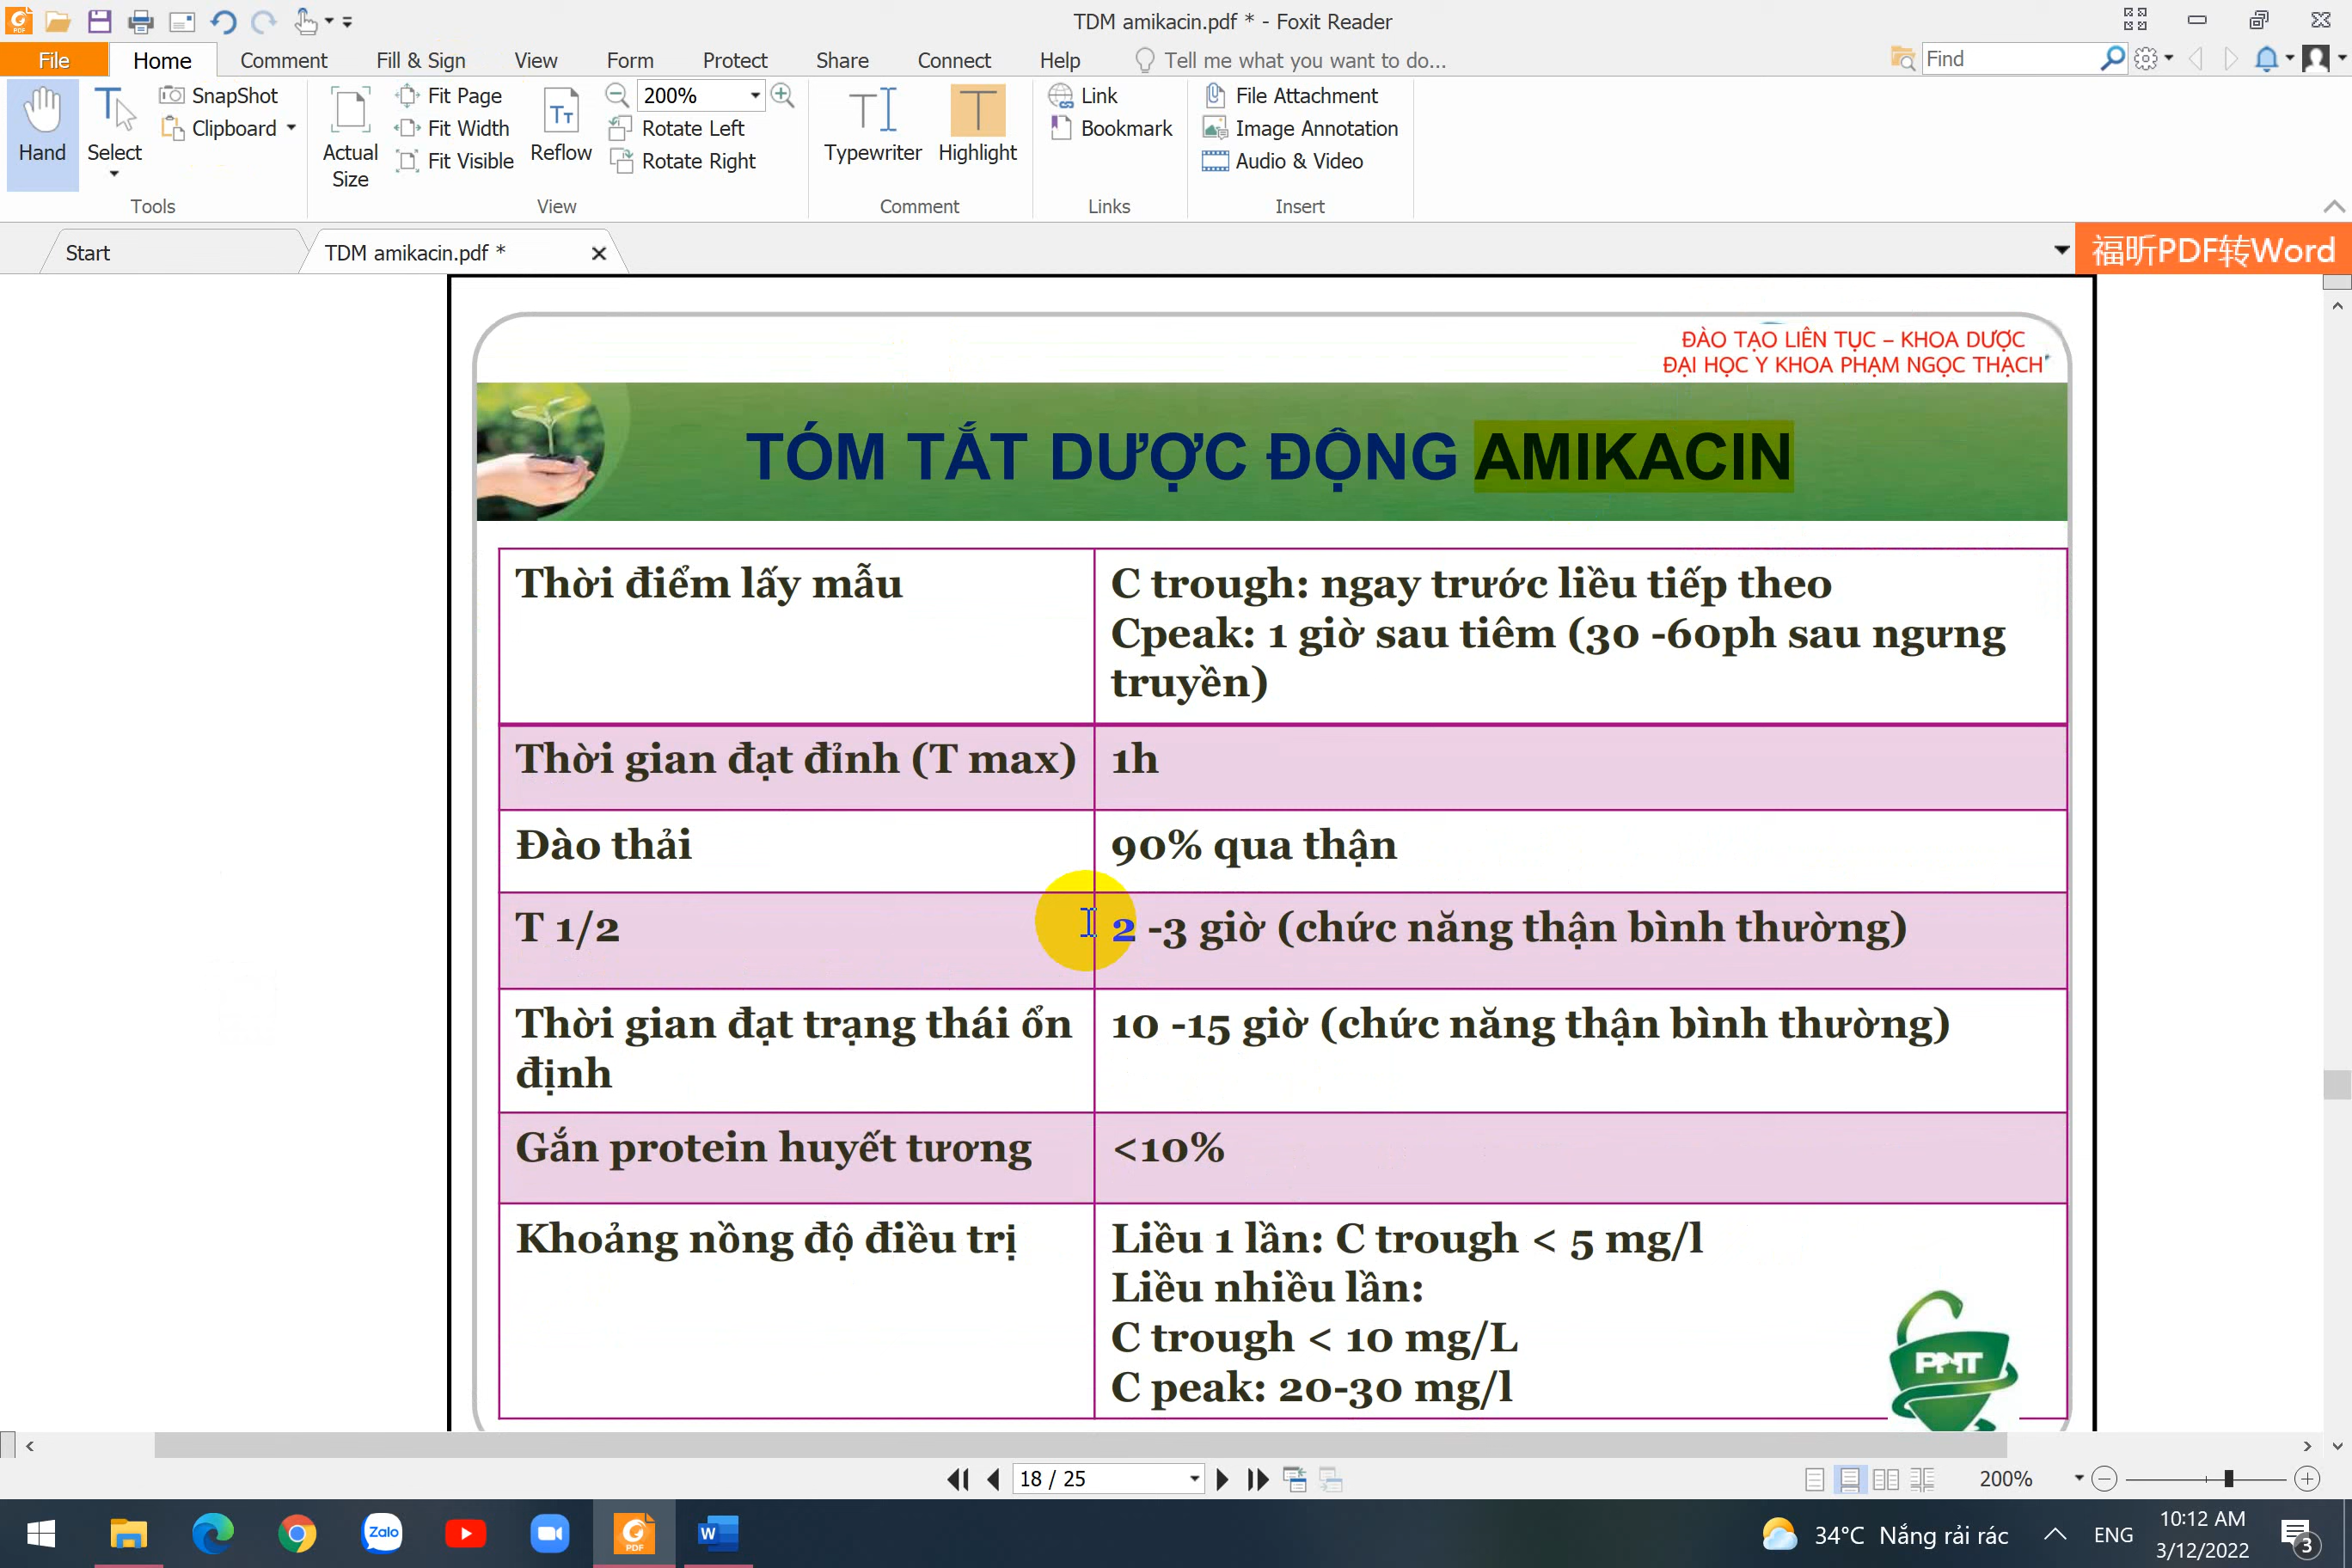 TDM amikacin.pdf * - Foxit Reader
File Home Comment Fill & Sign View Form Protect Share Connect Help Tell me what you want to do... Find
Hand
Select
SnapShot
Clipboard
Tools
Actual Size
Fit Page
Fit Width
Fit Visible
Reflow
200%
Rotate Left
Rotate Right
View
Typewriter
Highlight
Comment
Link
Bookmark
Links
File Attachment
Image Annotation
Audio & Video
Insert
Start
TDM amikacin.pdf *
福昕PDF转Word
ĐÀO TẠO LIÊN TỤC – KHOA DƯỢC
ĐẠI HỌC Y KHOA PHẠM NGỌC THẠCH
TÓM TẮT DƯỢC ĐỘNG AMIKACIN
Thời điểm lấy mẫu
C trough: ngay trước liều tiếp theo
Cpeak: 1 giờ sau tiêm (30 -60ph sau ngưng
truyền)
Thời gian đạt đỉnh (T max)
1h
Đào thải
90% qua thận
T 1/2
2 -3 giờ (chức năng thận bình thường)
Thời gian đạt trạng thái ổn
định
10 -15 giờ (chức năng thận bình thường)
Gắn protein huyết tương
<10%
Khoảng nồng độ điều trị
Liều 1 lần: C trough < 5 mg/l
Liều nhiều lần:
C trough < 10 mg/L
C peak: 20-30 mg/l
PNT
18 / 25
200%
Zalo
34°C Nắng rải rác
ENG
10:12 AM
3/12/2022
3